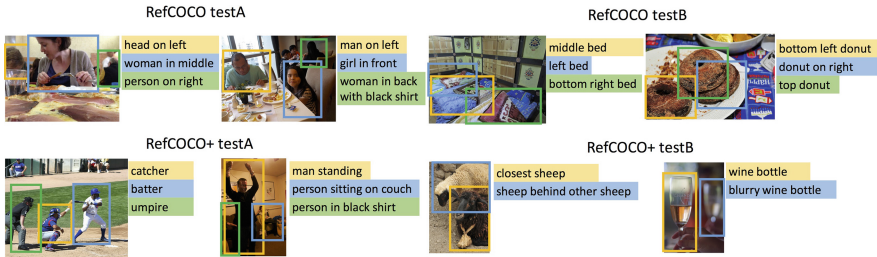 RefCOCO testA
head on left
woman in middle
person on right
man on left
girl in front
woman in back
with black shirt
RefCOCO testB
middle bed
left bed
bottom right bed
bottom left donut
donut on right
top donut
RefCOCO+ testA
catcher
batter
umpire
man standing
person sitting on couch
person in black shirt
RefCOCO+ testB
closest sheep
sheep behind other sheep
wine bottle
blurry wine bottle